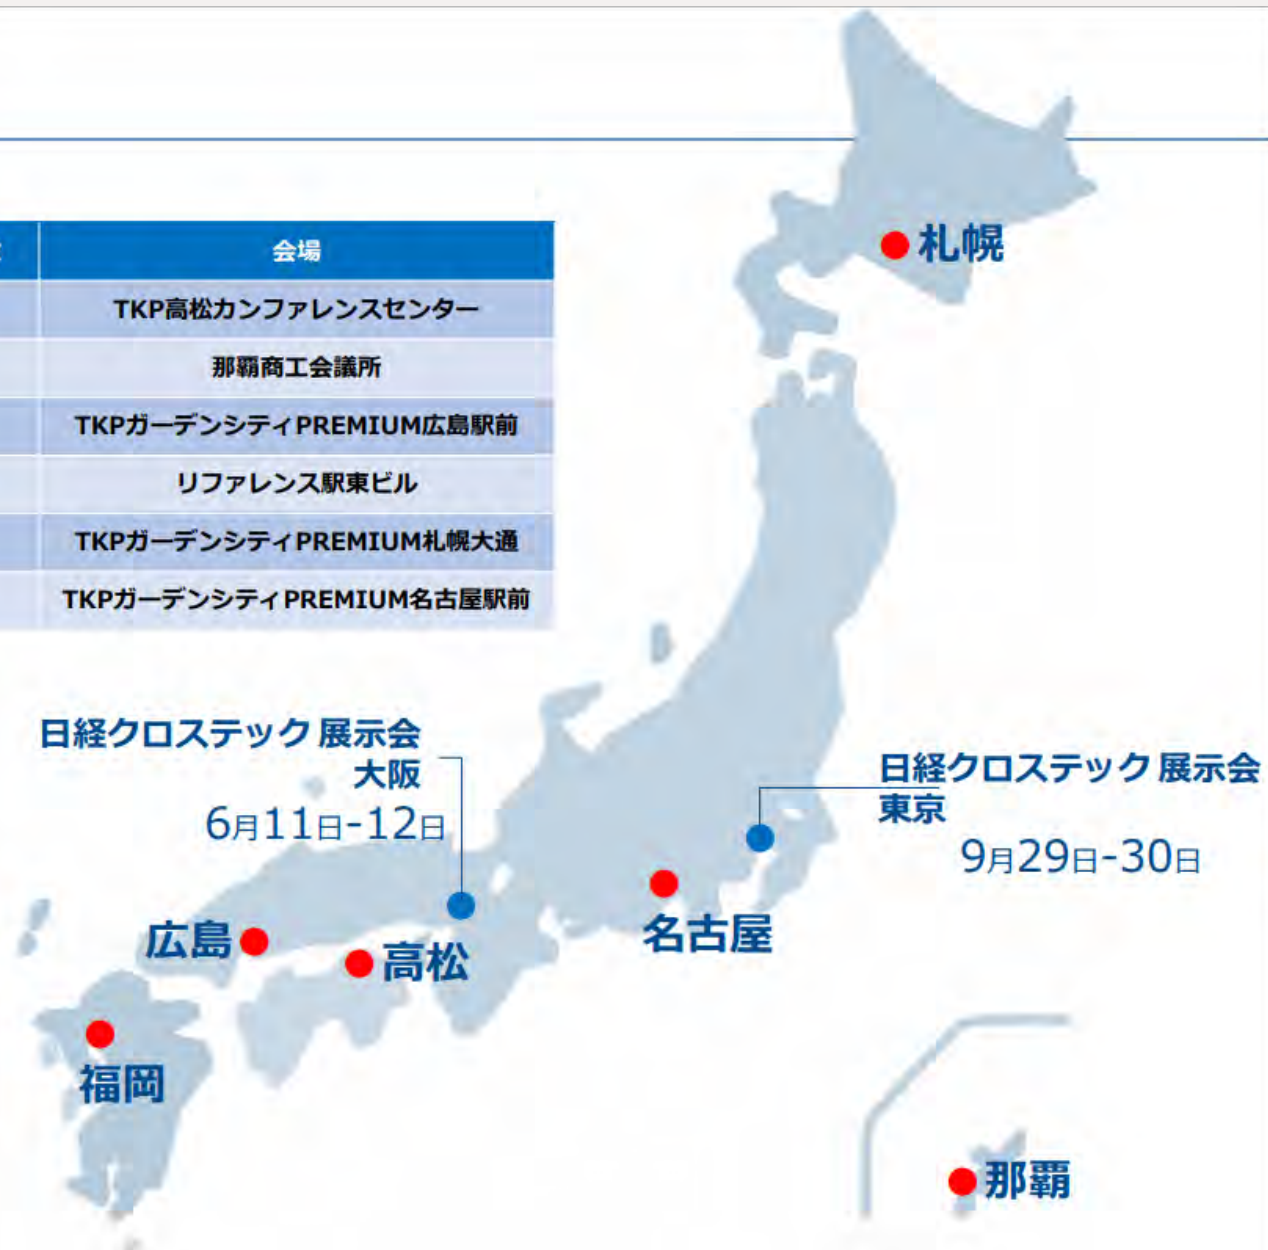 会場
TKP高松カンファレンスセンター
那覇商工会議所
TKPガーデンシティPREMIUM広島駅前
リファレンス駅東ビル
TKPガーデンシティPREMIUM札幌大通
TKPガーデンシティPREMIUM名古屋駅前
札幌
日経クロステック 展示会
大阪
6月11日-12日
日経クロステック 展示会
東京
9月29日-30日
名古屋
広島
高松
福岡
那覇